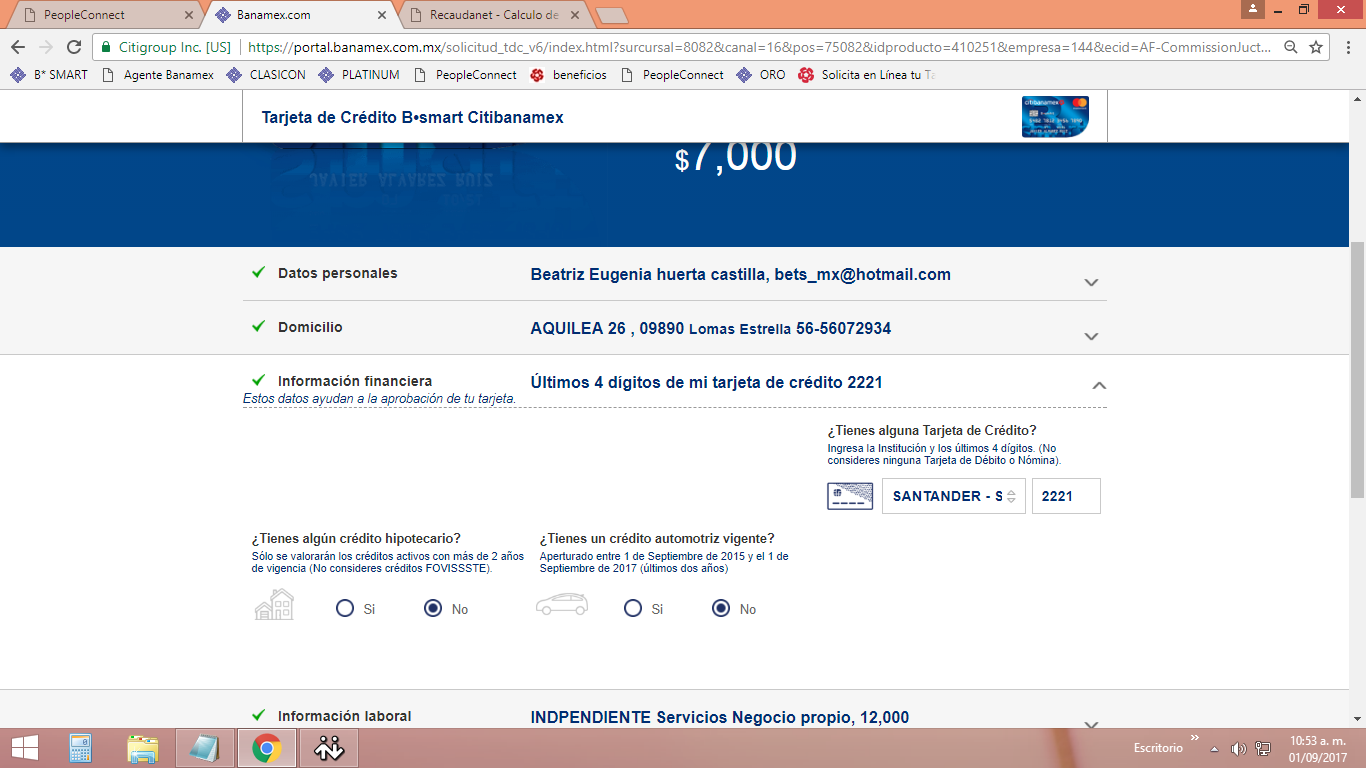 PeopleConnect
Banamex.com
Recaudanet - Calculo de
Citigroup Inc. [US]
https://portal.banamex.com.mx/solicitud_tdc_v6/index.html?surcursal=8082&canal=16&pos=75082&idproducto=410251&empresa=144&ecid=AF-CommissionJuct...
B* SMART
Agente Banamex
CLASICON
PLATINUM
PeopleConnect
beneficios
PeopleConnect
ORO
Solicita en Línea tu Ta
Tarjeta de Crédito B•smart Citibanamex
citibanamex
$7,000
JAVIER ALVAREZ RUIZ
Datos personales
Beatriz Eugenia huerta castilla, bets_mx@hotmail.com
Domicilio
AQUILEA 26 , 09890 Lomas Estrella 56-56072934
Información financiera
Últimos 4 dígitos de mi tarjeta de crédito 2221
Estos datos ayudan a la aprobación de tu tarjeta.
¿Tienes alguna Tarjeta de Crédito?
Ingresa la Institución y los últimos 4 dígitos. (No
consideres ninguna Tarjeta de Débito o Nómina).
SANTANDER - S
2221
¿Tienes algún crédito hipotecario?
Sólo se valorarán los créditos activos con más de 2 años
de vigencia (No consideres créditos FOVISSSTE).
Si
No
¿Tienes un crédito automotriz vigente?
Aperturado entre 1 de Septiembre de 2015 y el 1 de
Septiembre de 2017 (últimos dos años)
Si
No
Información laboral
INDPENDIENTE Servicios Negocio propio, 12,000
Escritorio
10:53 a. m.
01/09/2017